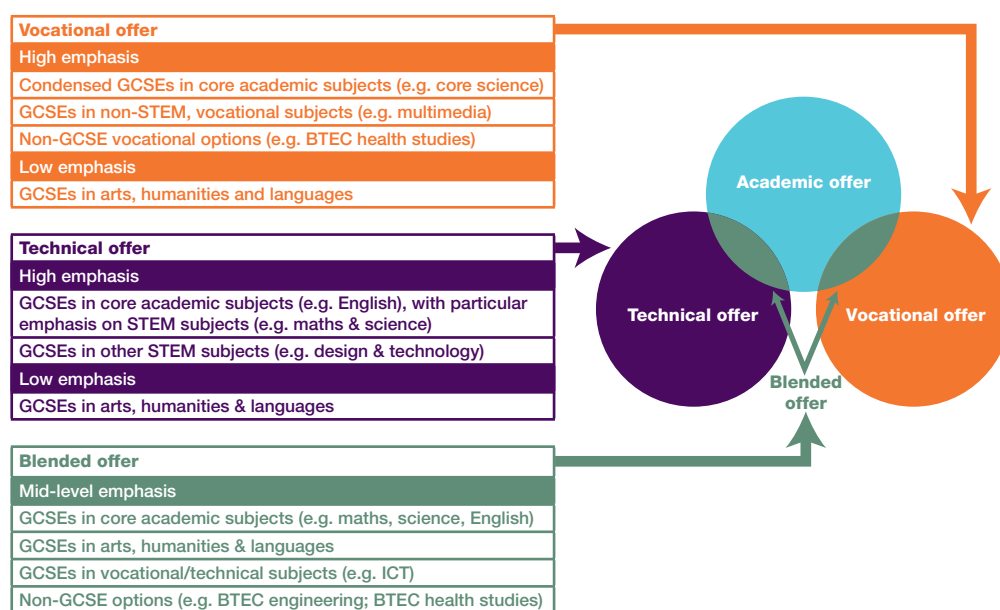 Vocational offer
High emphasis
Condensed GCSEs in core academic subjects (e.g. core science)
GCSEs in non-STEM, vocational subjects (e.g. multimedia)
Non-GCSE vocational options (e.g. BTEC health studies)
Low emphasis
GCSEs in arts, humanities and languages
Technical offer
High emphasis
GCSEs in core academic subjects (e.g. English), with particular
emphasis on STEM subjects (e.g. maths & science)
GCSEs in other STEM subjects (e.g. design & technology)
Low emphasis
GCSEs in arts, humanities & languages
Blended offer
Mid-level emphasis
GCSEs in core academic subjects (e.g. maths, science, English)
GCSEs in arts, humanities & languages
GCSEs in vocational/technical subjects (e.g. ICT)
Non-GCSE options (e.g. BTEC engineering; BTEC health studies)
Academic offer
Technical offer
Vocational offer
Blended
offer